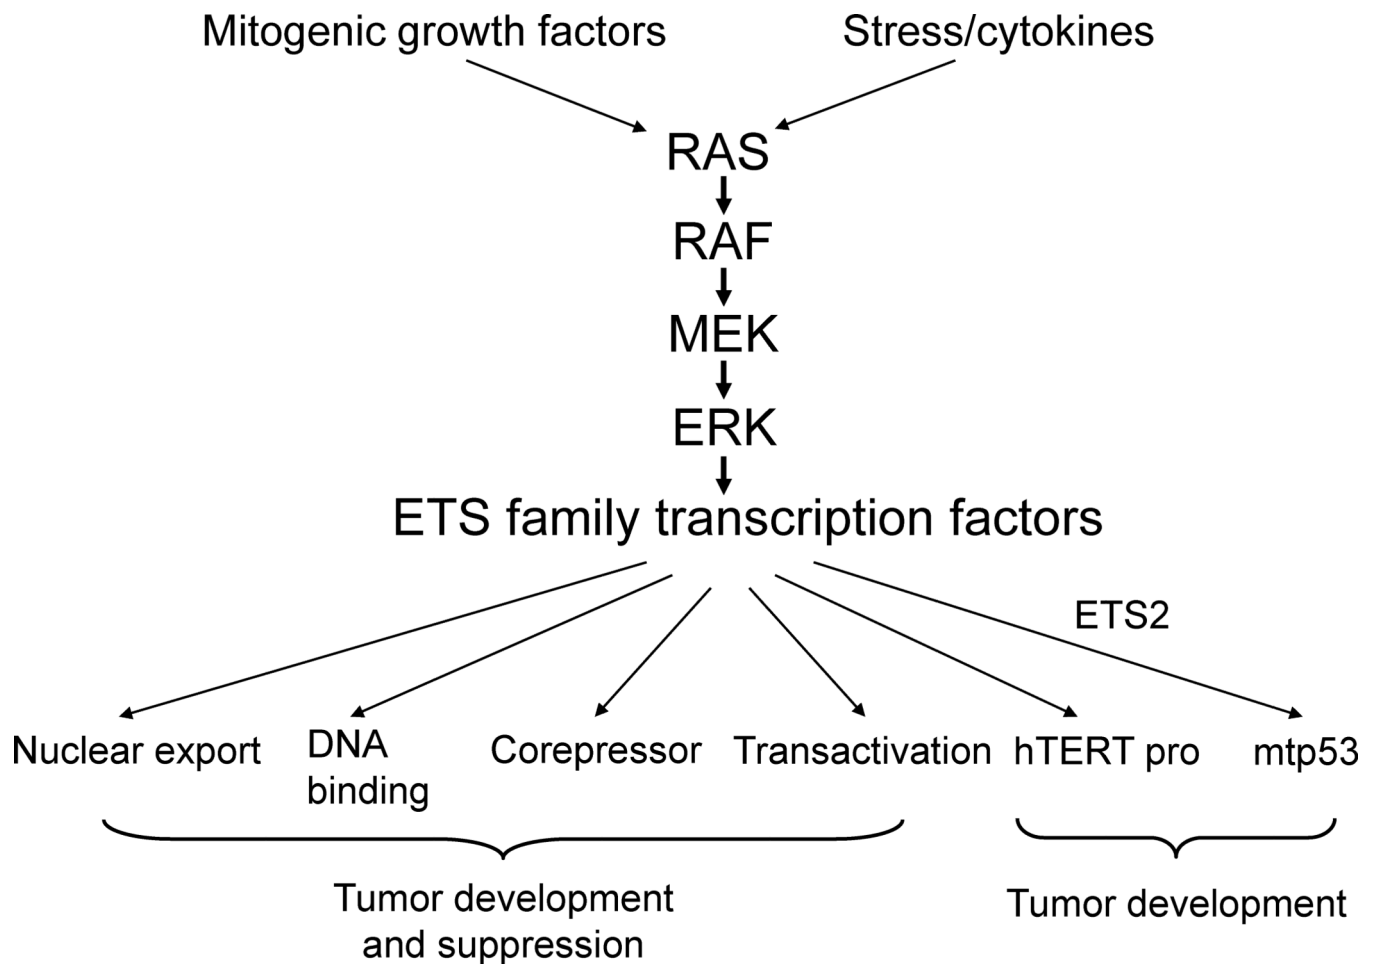 Mitogenic growth factors
Stress/cytokines
RAS
RAF
MEK
ERK
ETS family transcription factors
ETS2
Nuclear export
DNA
binding
Corepressor
Transactivation
hTERT pro
mtp53
Tumor development
and suppression
Tumor development